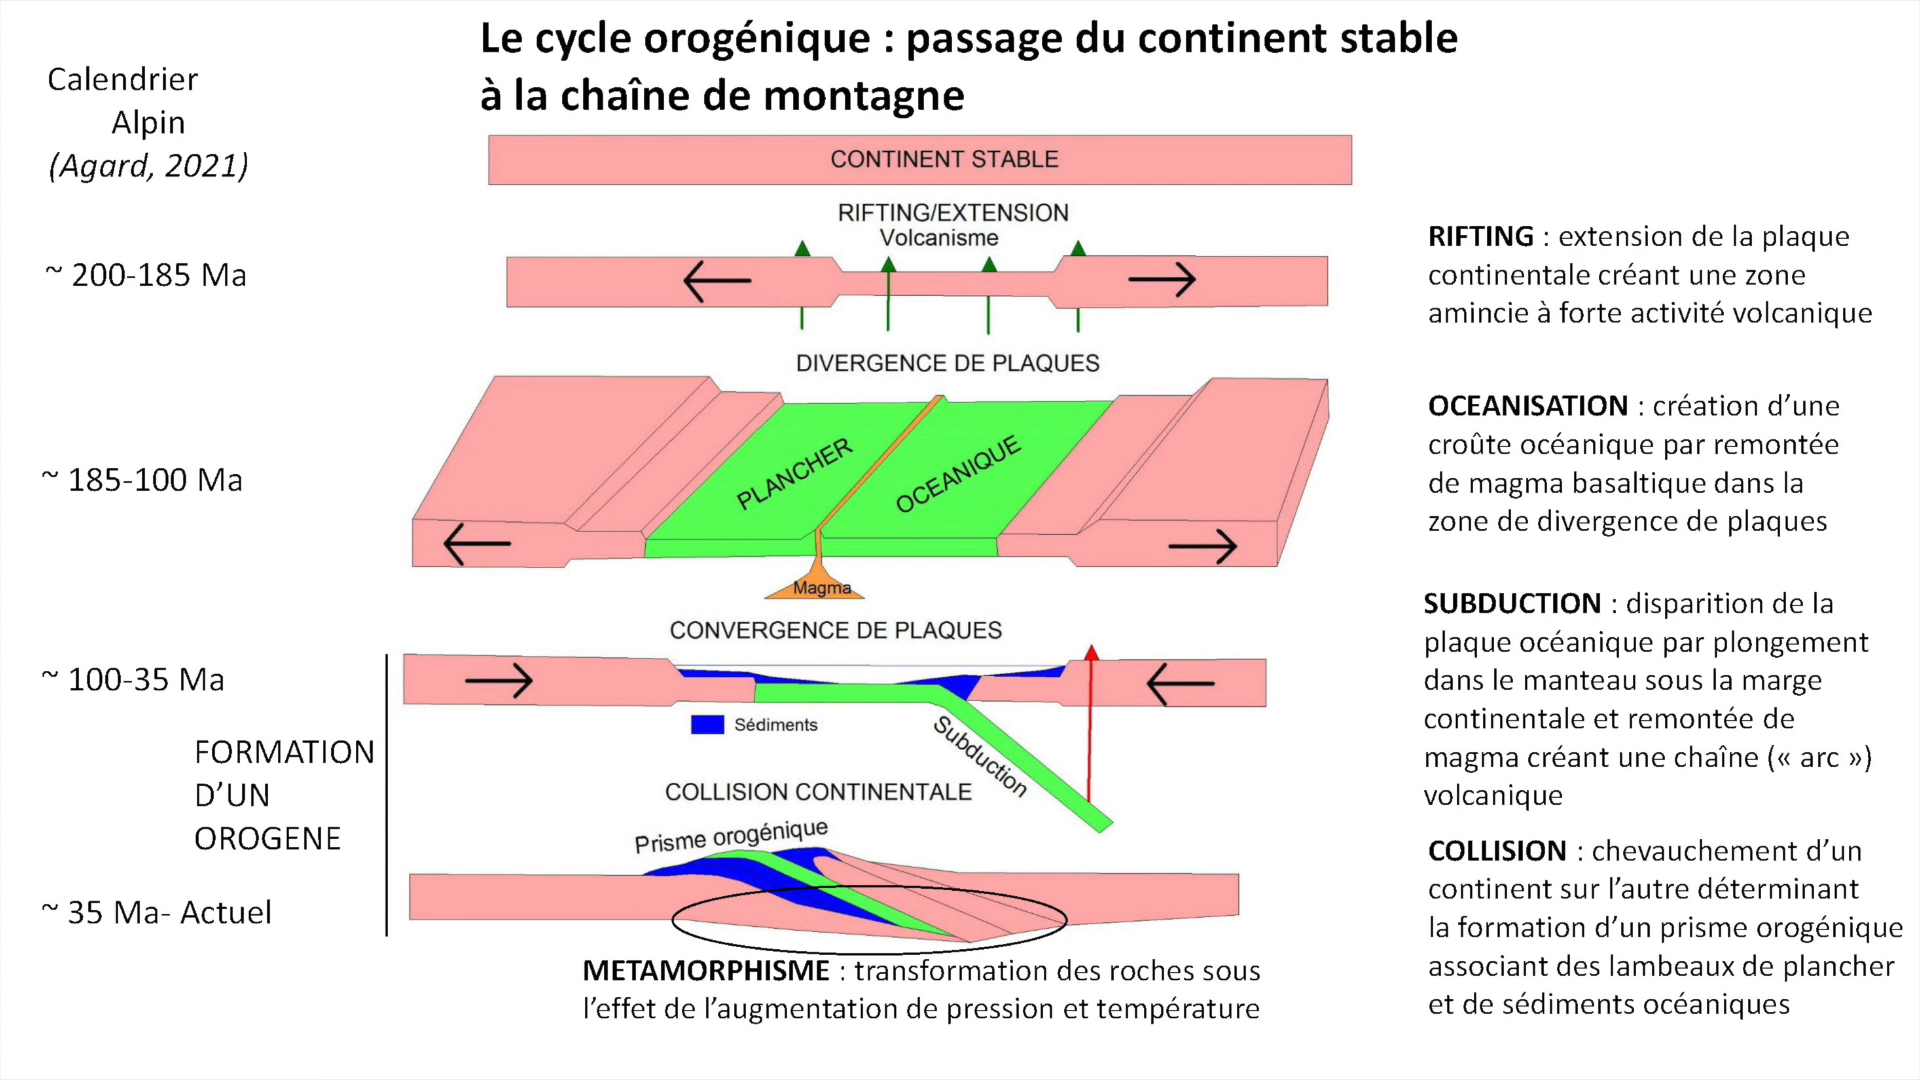 Le cycle orogénique : passage du continent stable
à la chaîne de montagne
Calendrier
Alpin
(Agard, 2021)
CONTINENT STABLE
RIFTING/EXTENSION
Volcanisme
~ 200-185 Ma
RIFTING : extension de la plaque
continentale créant une zone
amincie à forte activité volcanique
DIVERGENCE DE PLAQUES
~ 185-100 Ma
PLANCHER
OCEANIQUE
Magma
OCEANISATION : création d’une
croûte océanique par remontée
de magma basaltique dans la
zone de divergence de plaques
CONVERGENCE DE PLAQUES
~ 100-35 Ma
Sédiments
Subduction
SUBDUCTION : disparition de la
plaque océanique par plongement
dans le manteau sous la marge
continentale et remontée de
magma créant une chaîne (« arc »)
volcanique
FORMATION
D’UN
OROGENE
COLLISION CONTINENTALE
Prisme orogénique
~ 35 Ma- Actuel
COLLISION : chevauchement d’un
continent sur l’autre déterminant
la formation d’un prisme orogénique
associant des lambeaux de plancher
et de sédiments océaniques
METAMORPHISME : transformation des roches sous
l’effet de l’augmentation de pression et température